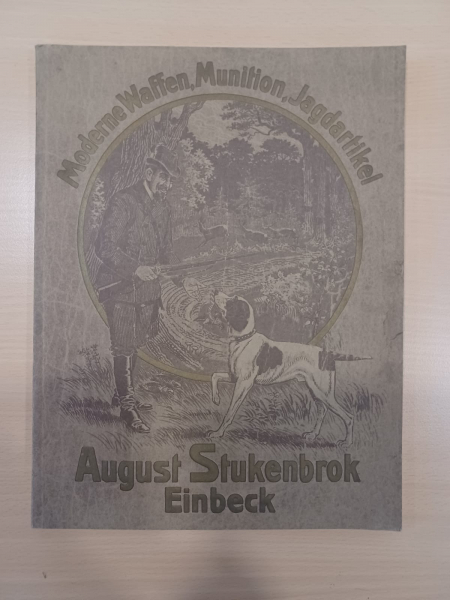 Moderne Waffen, Munition, Jagdartikel
August Stukenbrok
Einbeck